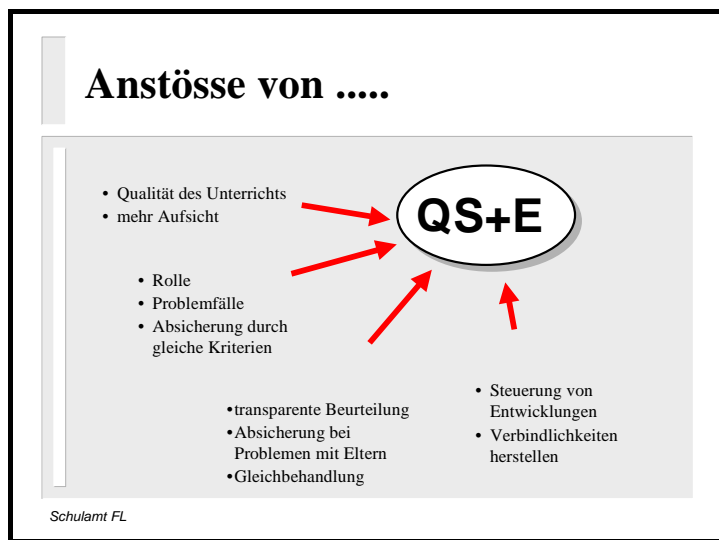 Anstösse von .....
• Qualität des Unterrichts
• mehr Aufsicht
QS+E
• Rolle
• Problemfälle
• Absicherung durch
gleiche Kriterien
•transparente Beurteilung
•Absicherung bei
Problemen mit Eltern
•Gleichbehandlung
• Steuerung von
Entwicklungen
• Verbindlichkeiten
herstellen
Schulamt FL